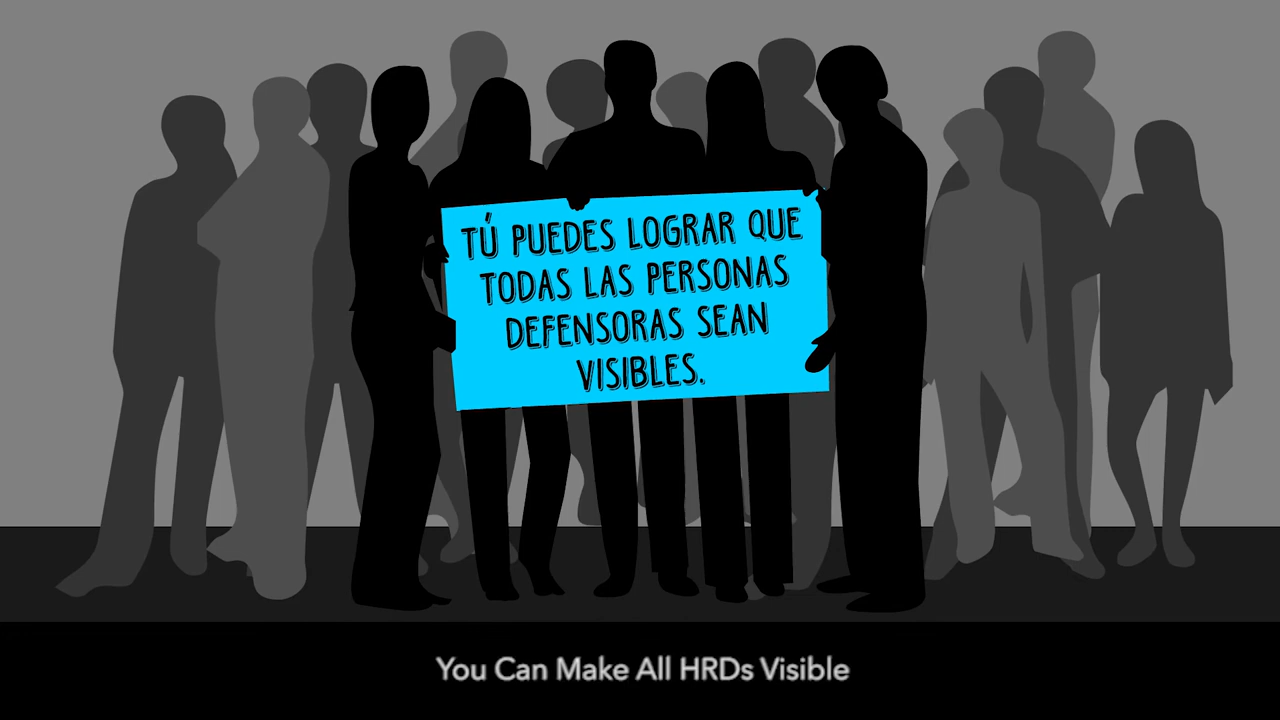 TÚ PUEDES LOGRAR QUE
TODAS LAS PERSONAS
DEFENSORAS SEAN
VISIBLES.
You Can Make All HRDs Visible